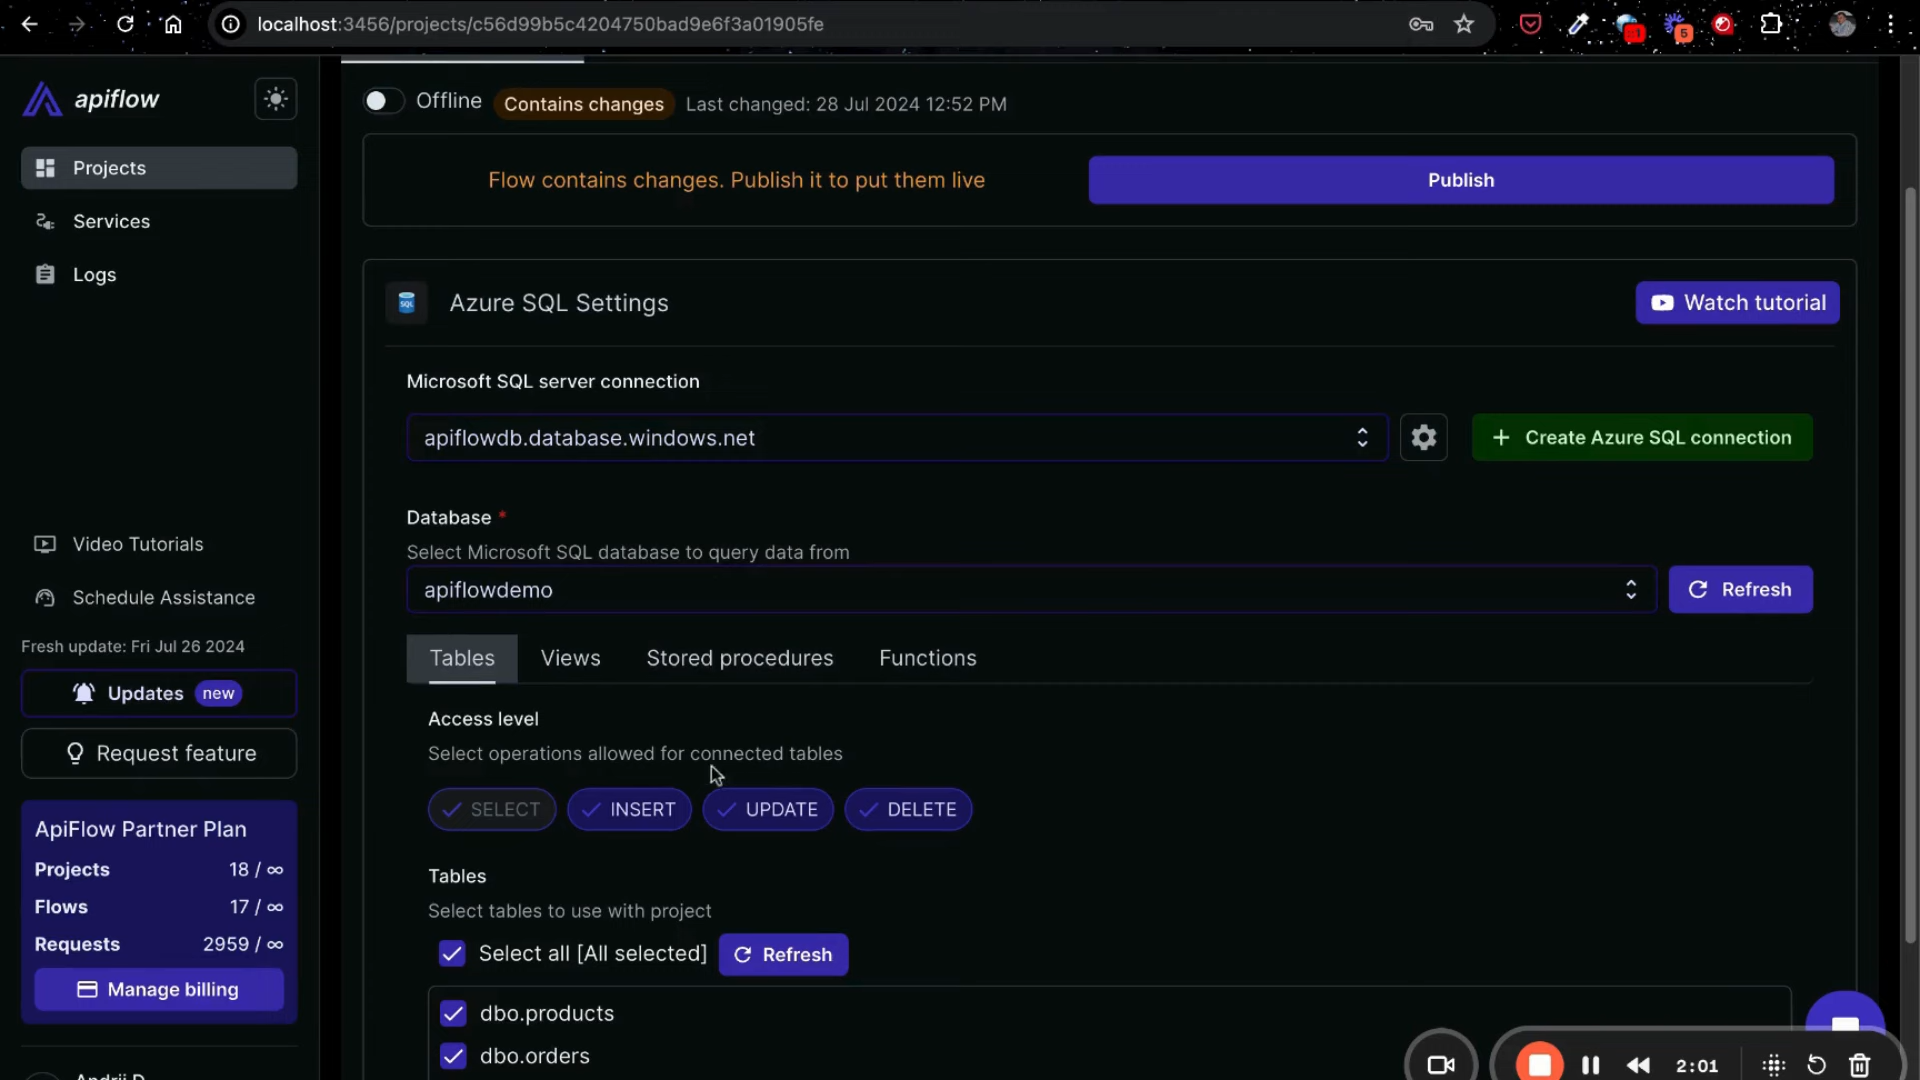 localhost:3456/projects/c56d99b5c4204750bad9e6f3a01905fe
1
5
apiflow
Projects
Services
Logs
Video Tutorials
Schedule Assistance
Fresh update: Fri Jul 26 2024
Updates new
Request feature
ApiFlow Partner Plan
Projects 18 / ∞
Flows 17 / ∞
Requests 2959 / ∞
Manage billing
Offline Contains changes Last changed: 28 Jul 2024 12:52 PM
Flow contains changes. Publish it to put them live Publish
SQL Azure SQL Settings Watch tutorial
Microsoft SQL server connection
apiflowdb.database.windows.net + Create Azure SQL connection
Database *
Select Microsoft SQL database to query data from
apiflowdemo Refresh
Tables Views Stored procedures Functions
Access level
Select operations allowed for connected tables
SELECT INSERT UPDATE DELETE
Tables
Select tables to use with project
Select all [All selected] Refresh
dbo.products
dbo.orders
2:01